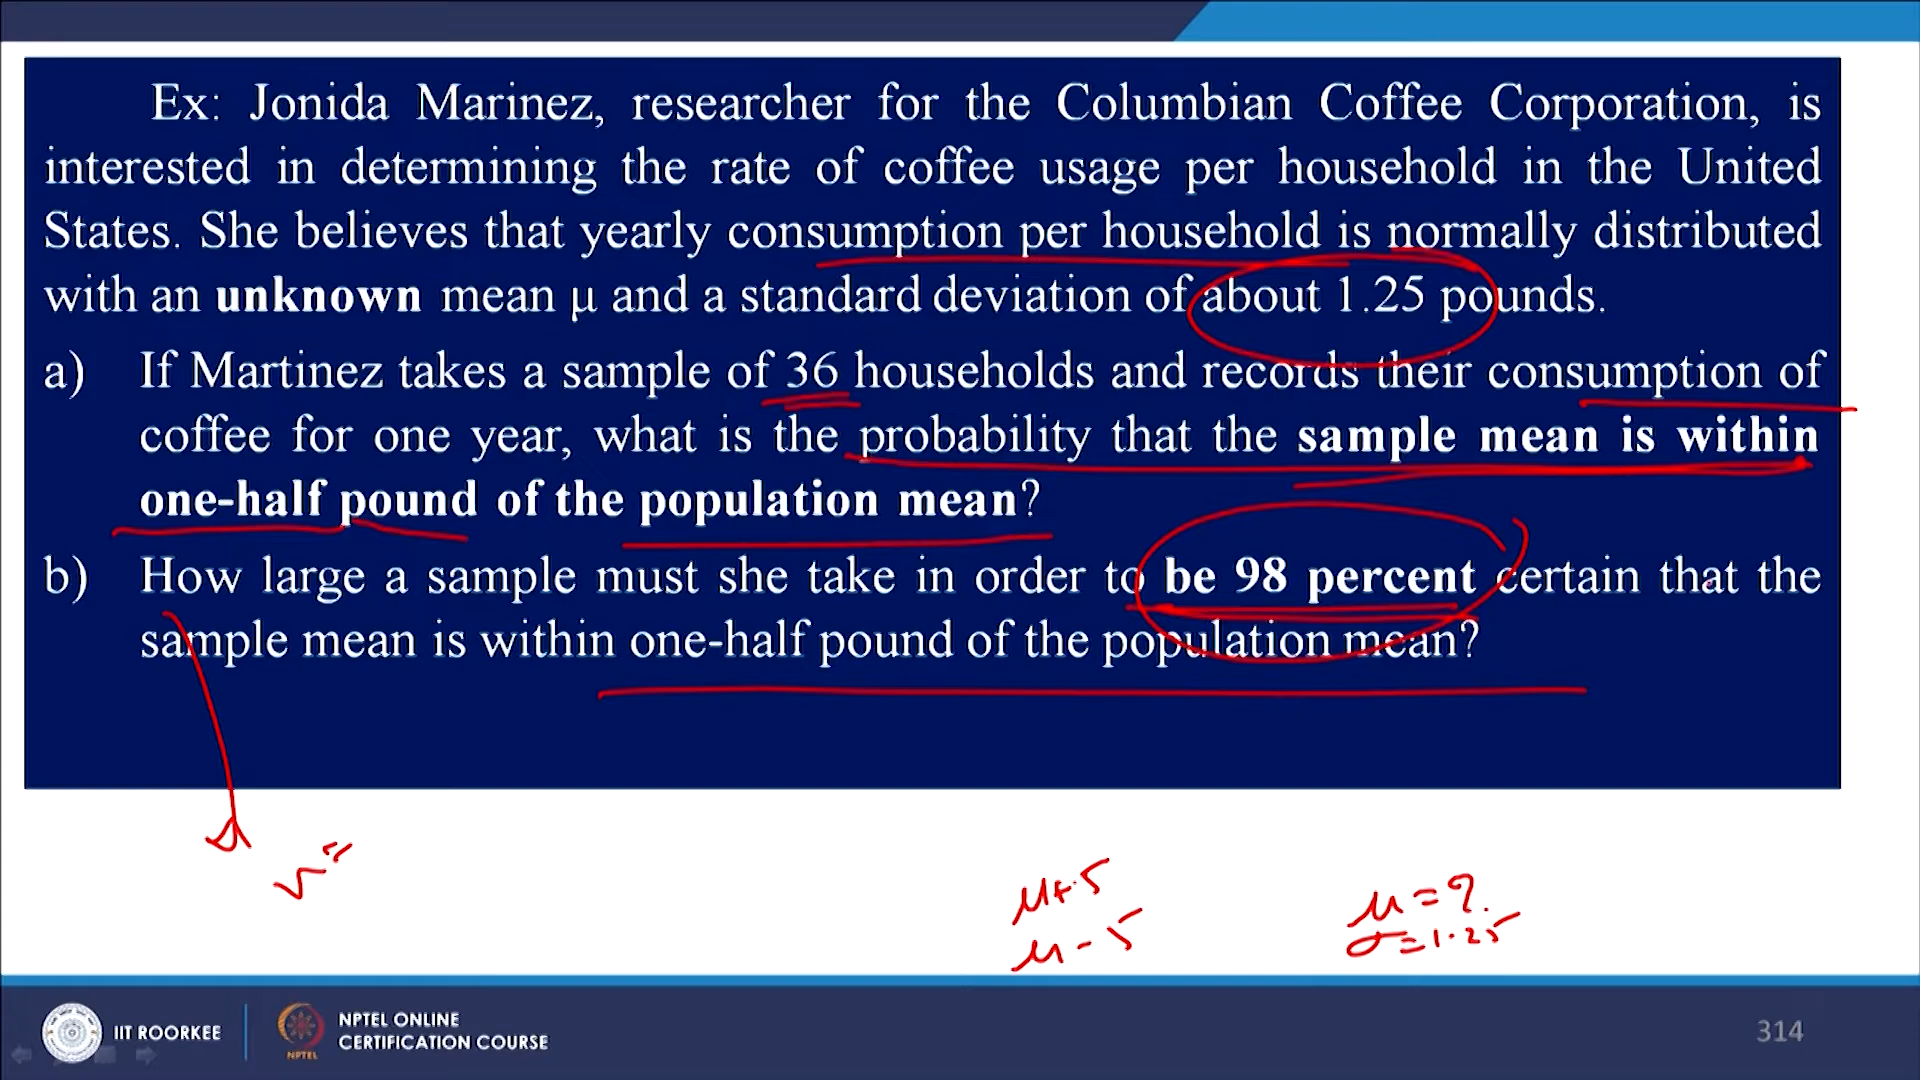 Ex: Jonida Marinez, researcher for the Columbian Coffee Corporation, is
interested in determining the rate of coffee usage per household in the United
States. She believes that yearly consumption per household is normally distributed
with an unknown mean μ and a standard deviation of about 1.25 pounds.
a) If Martinez takes a sample of 36 households and records their consumption of
coffee for one year, what is the probability that the sample mean is within
one-half pound of the population mean?
b) How large a sample must she take in order to be 98 percent certain that the
sample mean is within one-half pound of the population mean?
μ+.5
μ-5
μ=?
σ=1.25
IIT ROORKEE
NPTEL
NPTEL ONLINE
CERTIFICATION COURSE
314